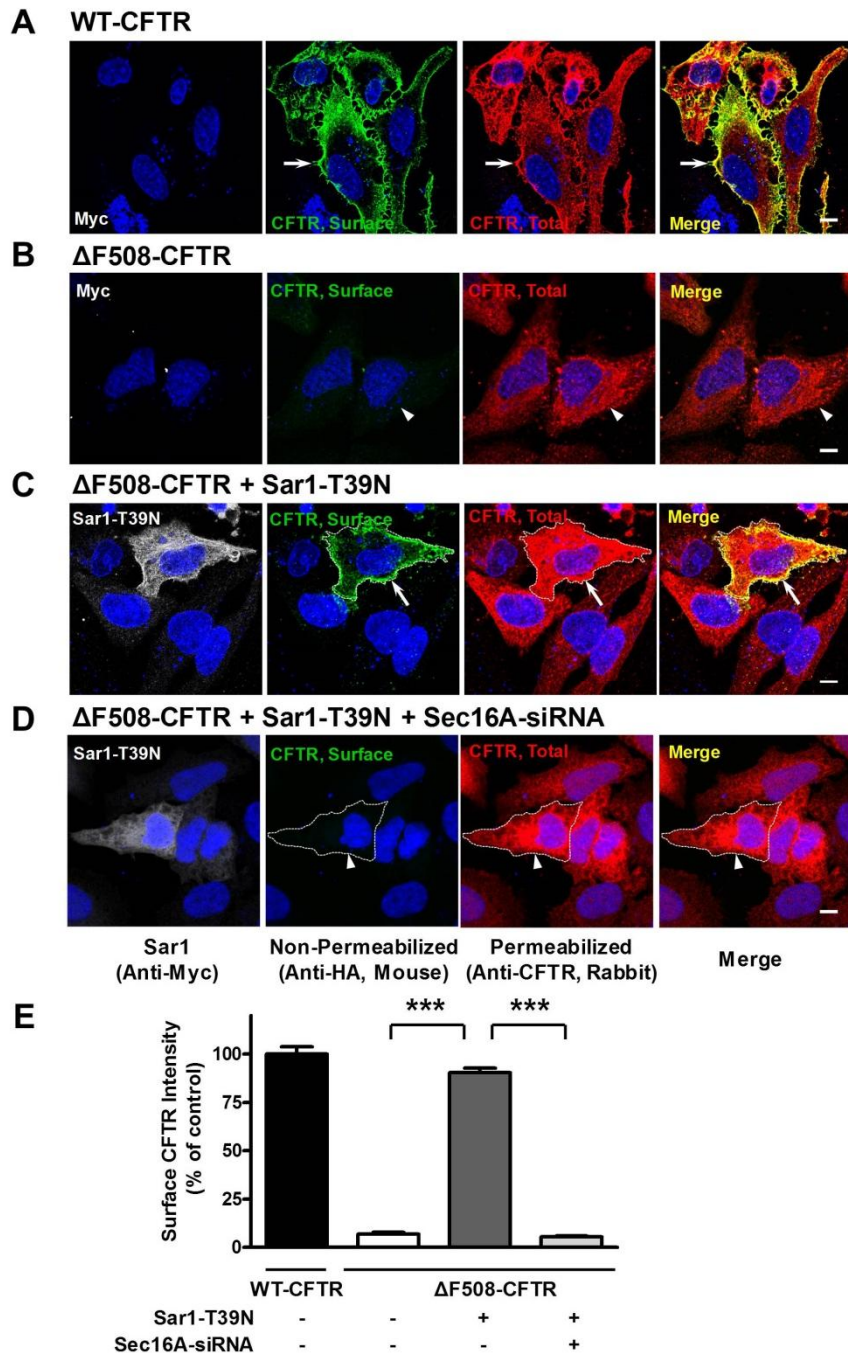 A WT-CFTR
Myc CFTR, Surface CFTR, Total Merge
B ΔF508-CFTR
Myc CFTR, Surface CFTR, Total Merge
C ΔF508-CFTR + Sar1-T39N
Sar1-T39N CFTR, Surface CFTR, Total Merge
D ΔF508-CFTR + Sar1-T39N + Sec16A-siRNA
Sar1-T39N CFTR, Surface CFTR, Total Merge
Sar1 Non-Permeabilized Permeabilized Merge
(Anti-Myc) (Anti-HA, Mouse) (Anti-CFTR, Rabbit)
E
*** ***
Surface CFTR Intensity
(% of control)
100
75
50
25
0
WT-CFTR ΔF508-CFTR
Sar1-T39N - - + +
Sec16A-siRNA - - - +